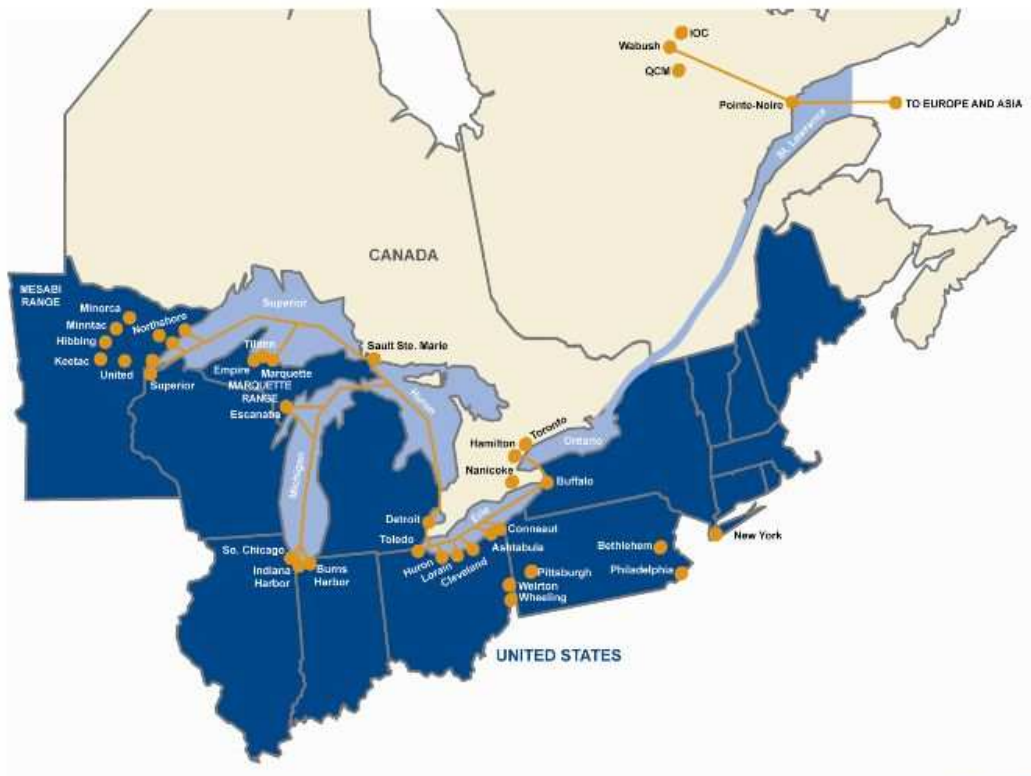 IOC
Wabush
QCM
Pointe-Noire
TO EUROPE AND ASIA
St. Lawrence
CANADA
MESABI
RANGE
Superior
Minorca
Minntac
Northshore
Hibbing
Keetac
United
Superior
Tilden
Empire
Marquette
MARQUETTE
RANGE
Sault Ste. Marie
Escanaba
Huron
Michigan
Toronto
Hamilton
Ontario
Nanicoke
Buffalo
Erie
Detroit
Toledo
Conneaut
Ashtabula
Huron
Lorain
Cleveland
So. Chicago
Indiana
Harbor
Burns
Harbor
Bethlehem
New York
Pittsburgh
Philadelphia
Weirton
Wheeling
UNITED STATES